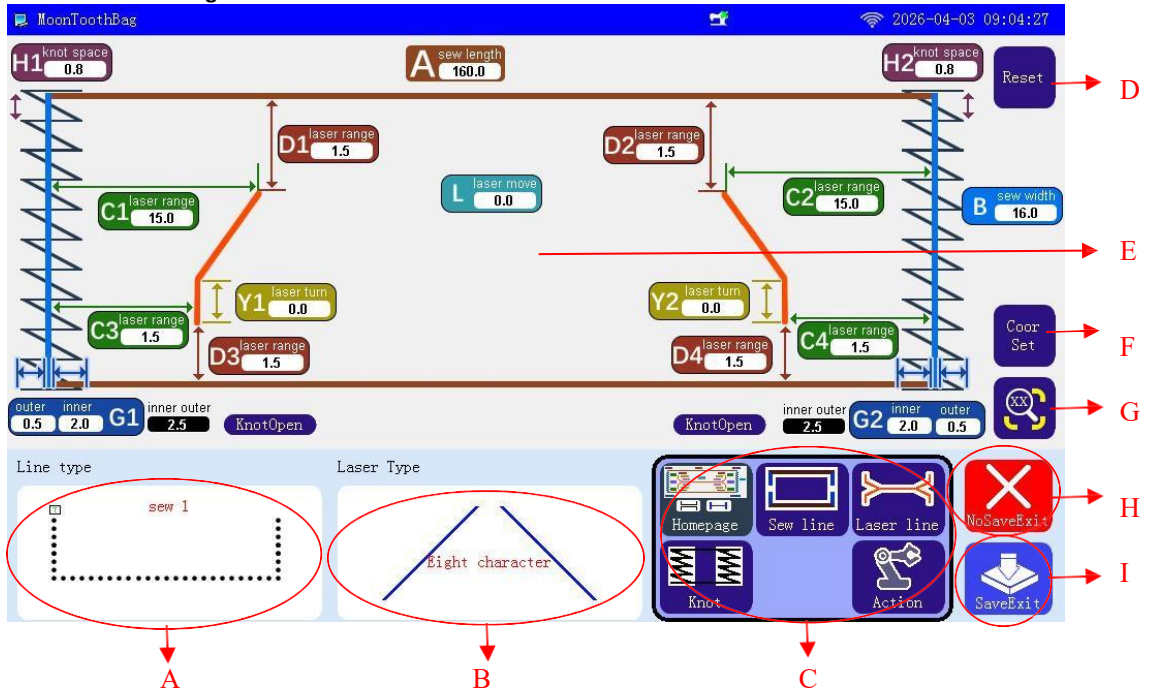 MoonToothBag
2026-04-03 09:04:27
H1 knot space 0.8
A sew length 160.0
H2 knot space 0.8
Reset
D
D1 laser range 1.5
D2 laser range 1.5
L laser move 0.0
C1 laser range 15.0
C2 laser range 15.0
B sew width 16.0
E
Y1 laser turn 0.0
Y2 laser turn 0.0
C3 laser range 1.5
C4 laser range 1.5
Coor
Set
F
D3 laser range 1.5
D4 laser range 1.5
outer inner
0.5 2.0 G1
inner outer
2.5
KnotOpen
KnotOpen
inner outer
2.5
G2 inner outer
2.0 0.5
XX
G
Line type
Laser Type
T
sew 1
Eight character
Homepage
Sew line
Laser line
Knot
Action
NoSaveExit
H
SaveExit
I
A
B
C